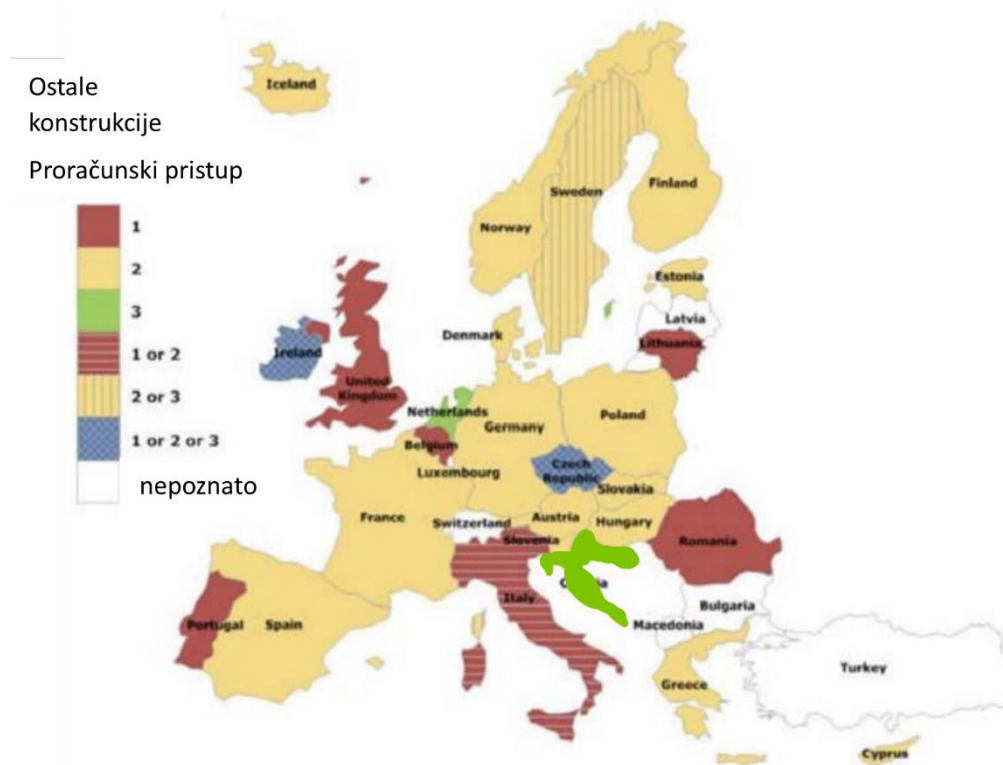 Ostale
konstrukcije
Proračunski pristup
1
2
3
1 or 2
2 or 3
1 or 2 or 3
nepoznato
Iceland
Sweden
Finland
Norway
Estonia
Latvia
Denmark
Lithuania
Ireland
United
Kingdom
Netherlands
Poland
Germany
Belgium
Czech
Republic
Luxembourg
Slovakia
France
Austria
Switzerland
Hungary
Slovenia
Romania
Italy
Bulgaria
Portugal
Spain
Macedonia
Turkey
Greece
Cyprus